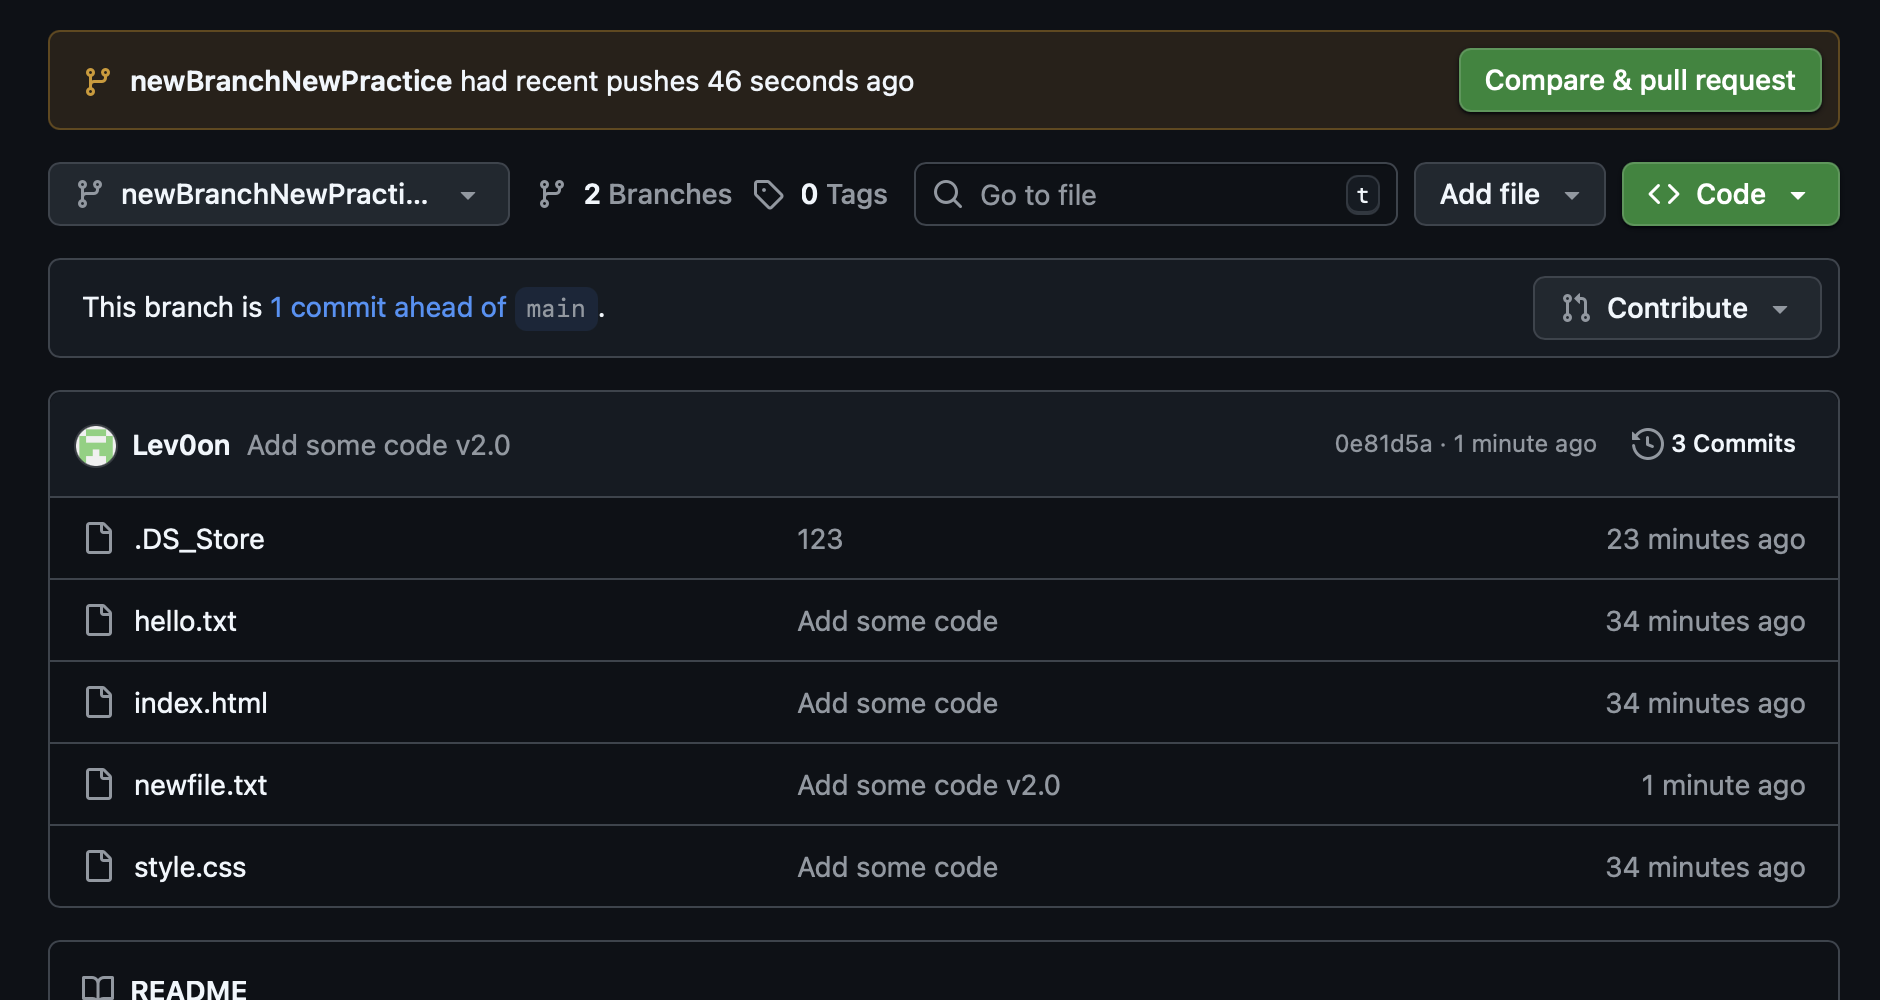 newBranchNewPractice had recent pushes 46 seconds ago
Compare & pull request
newBranchNewPracti...
2 Branches
0 Tags
Go to file
t
Add file
Code
This branch is 1 commit ahead of main.
Contribute
Lev0on Add some code v2.0
0e81d5a · 1 minute ago
3 Commits
.DS_Store 123 23 minutes ago
hello.txt Add some code 34 minutes ago
index.html Add some code 34 minutes ago
newfile.txt Add some code v2.0 1 minute ago
style.css Add some code 34 minutes ago
README